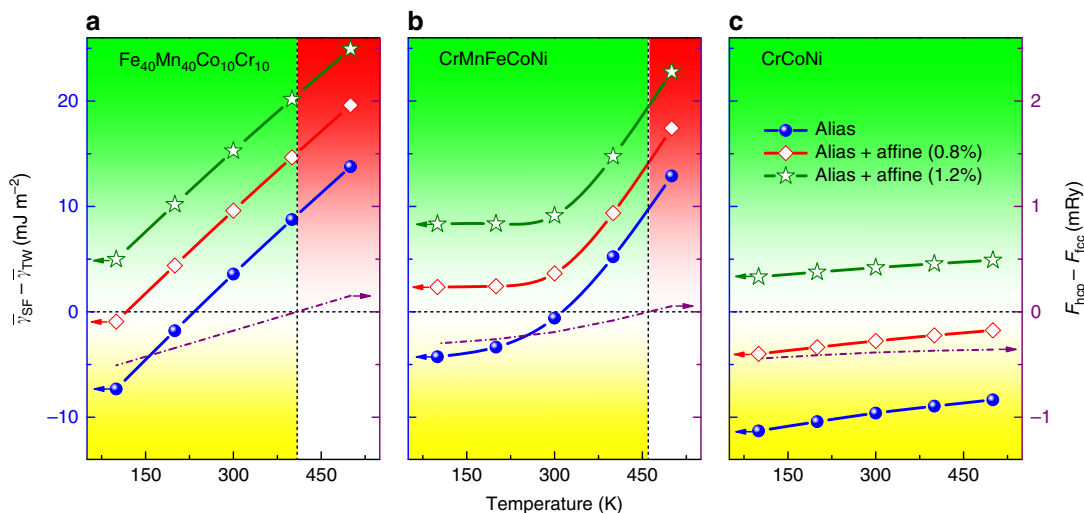 a
b
c
Fe40Mn40Co10Cr10
CrMnFeCoNi
CrCoNi
20
10
0
−10
2
1
0
−1
Alias
Alias + affine (0.8%)
Alias + affine (1.2%)
γ̅SF − γ̅TW (mJ m−2)
Fhcp − Ffcc (mRy)
150 300 450 150 300 450 150 300 450
Temperature (K)